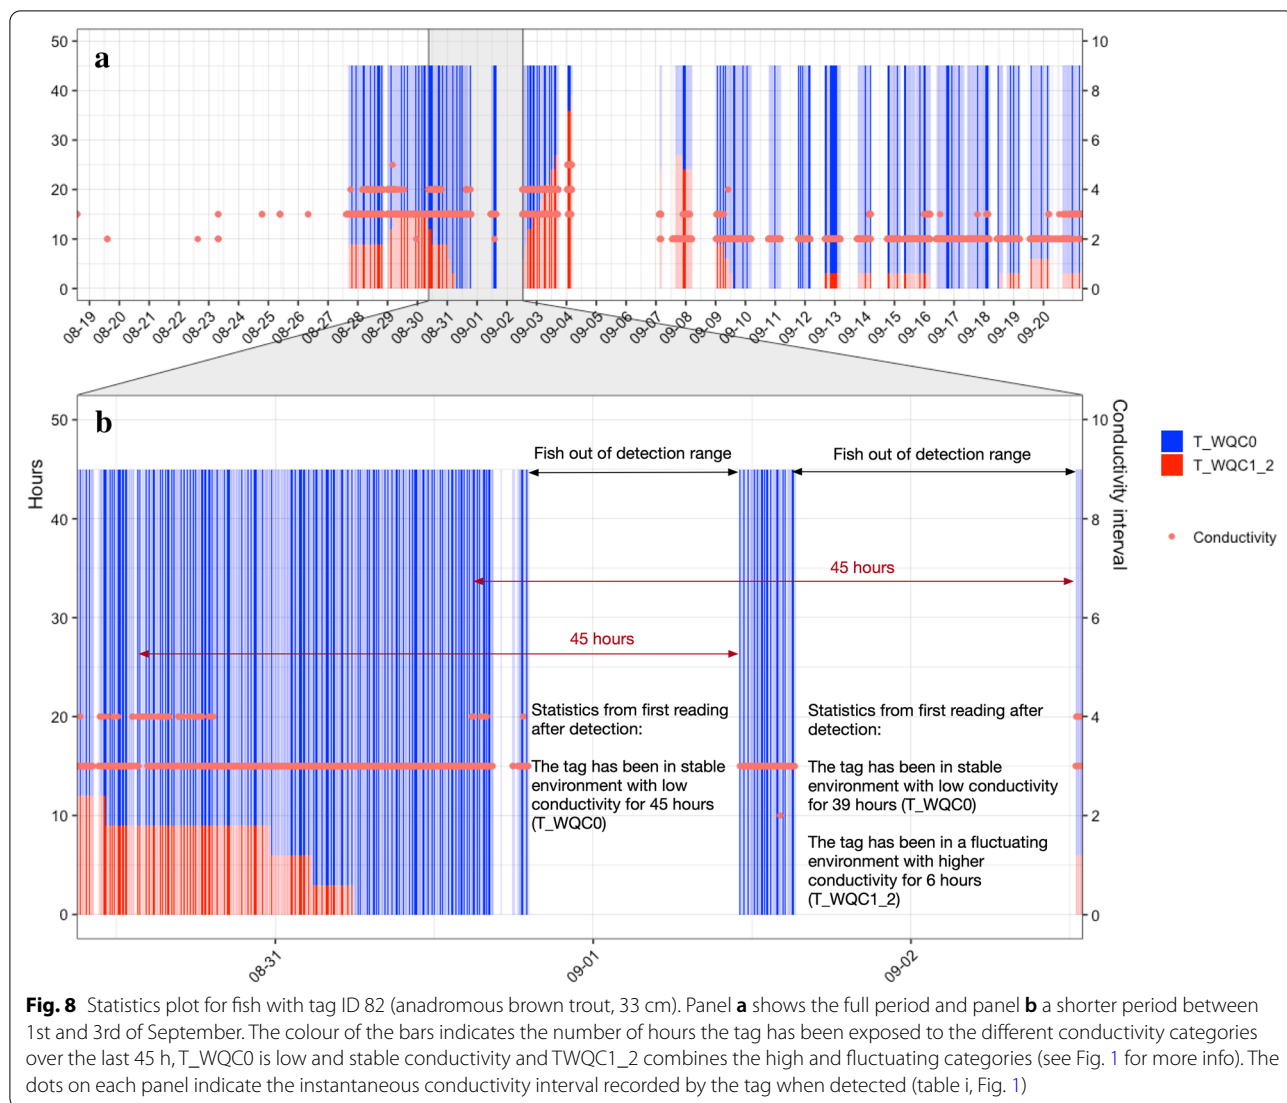 a
50
40
30
20
10
0
10
8
6
4
2
0
08-19
08-20
08-21
08-22
08-23
08-24
08-25
08-26
08-27
08-28
08-29
08-30
08-31
09-01
09-02
09-03
09-04
09-05
09-06
09-07
09-08
09-09
09-10
09-11
09-12
09-13
09-14
09-15
09-16
09-17
09-18
09-19
09-20
b
Hours
50
40
30
20
10
0
Fish out of detection range
Fish out of detection range
45 hours
45 hours
Statistics from first reading
after detection:
The tag has been in stable
environment with low
conductivity for 45 hours
(T_WQC0)
Statistics from first reading after
detection:
The tag has been in stable
environment with low conductivity
for 39 hours (T_WQC0)
The tag has been in a fluctuating
environment with higher
conductivity for 6 hours
(T_WQC1_2)
10
8
6
4
2
0
Conductivity interval
08-31
09-01
09-02
T_WQC0
T_WQC1_2
Conductivity
Fig. 8 Statistics plot for fish with tag ID 82 (anadromous brown trout, 33 cm). Panel a shows the full period and panel b a shorter period between
1st and 3rd of September. The colour of the bars indicates the number of hours the tag has been exposed to the different conductivity categories
over the last 45 h, T_WQC0 is low and stable conductivity and TWQC1_2 combines the high and fluctuating categories (see Fig. 1 for more info). The
dots on each panel indicate the instantaneous conductivity interval recorded by the tag when detected (table i, Fig. 1)